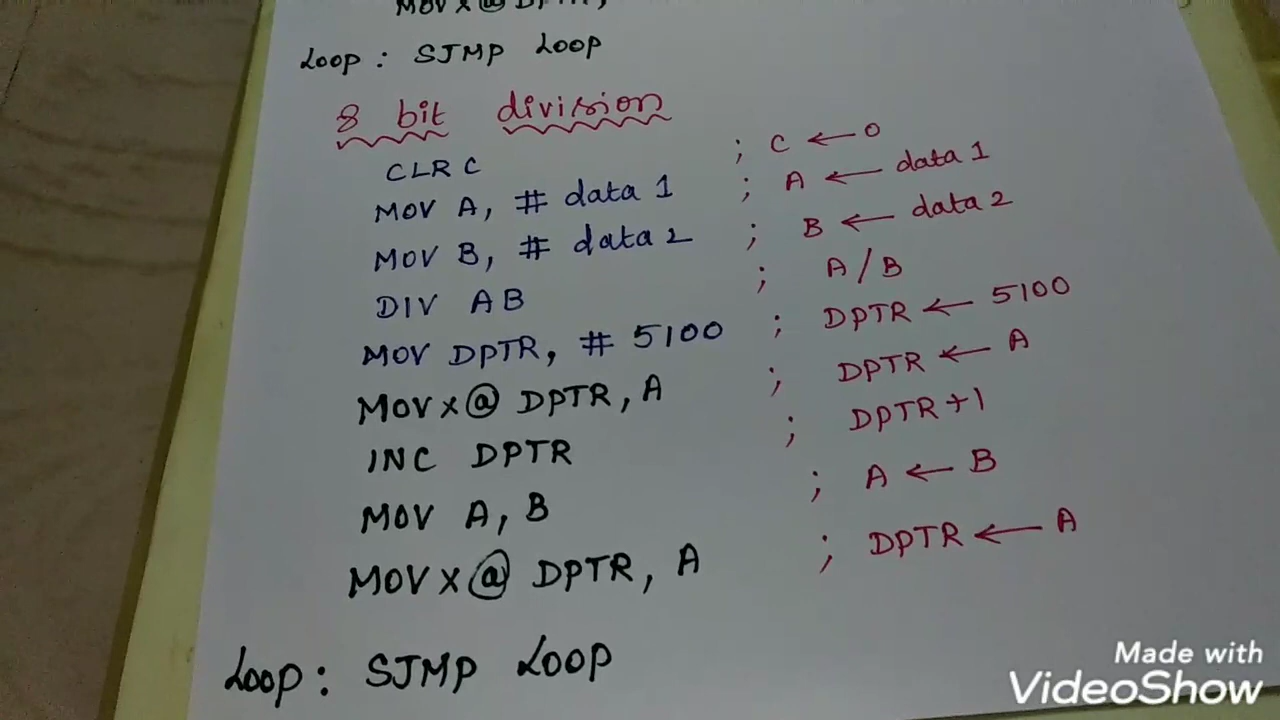 MOVX @ DPTR,
Loop : SJMP Loop
8 bit division
CLR C ; C ← 0
MOV A, # data 1 ; A ← data 1
MOV B, # data 2 ; B ← data 2
DIV AB ; A/B
MOV DPTR, # 5100 ; DPTR ← 5100
MOVX @ DPTR, A ; DPTR ← A
INC DPTR ; DPTR+1
MOV A, B ; A ← B
MOVX @ DPTR, A ; DPTR ← A
Loop : SJMP Loop
Made with
VideoShow